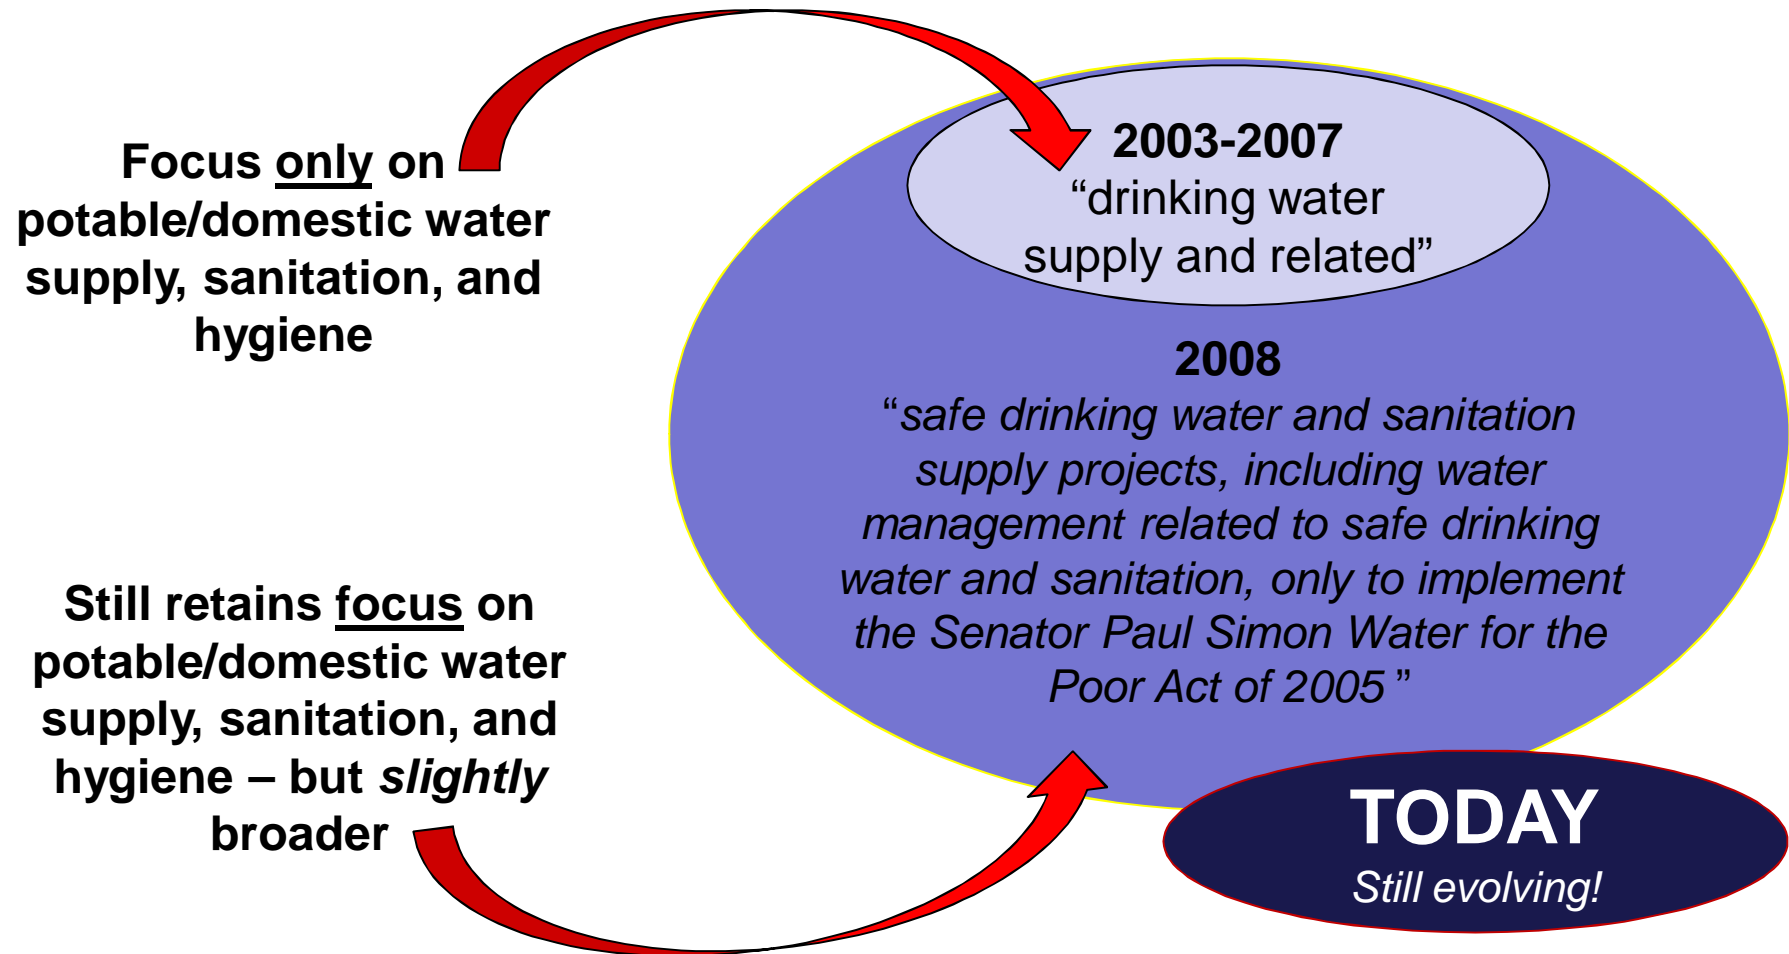 Focus only on
potable/domestic water
supply, sanitation, and
hygiene
2003-2007
“drinking water
supply and related”
2008
“safe drinking water and sanitation
supply projects, including water
management related to safe drinking
water and sanitation, only to implement
the Senator Paul Simon Water for the
Poor Act of 2005 ”
Still retains focus on
potable/domestic water
supply, sanitation, and
hygiene – but slightly
broader
TODAY
Still evolving!